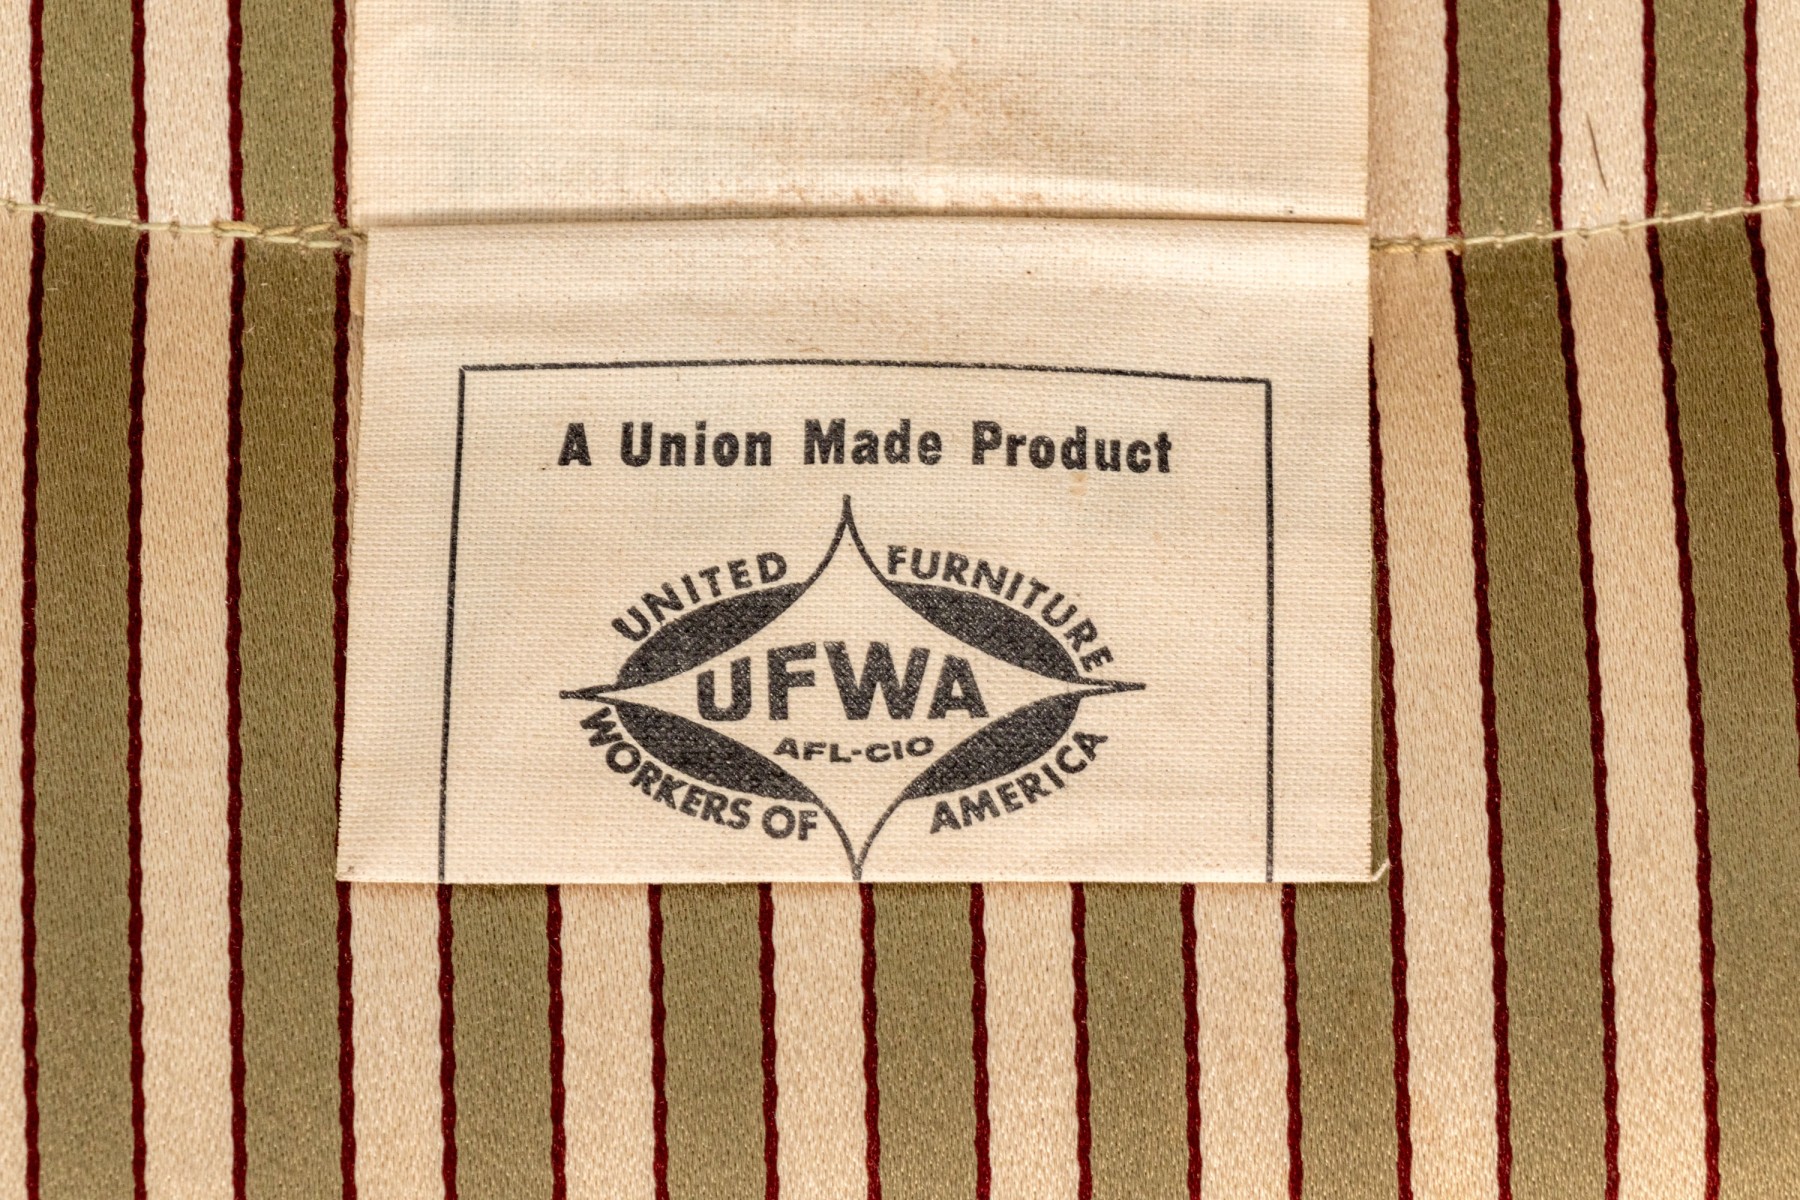 A Union Made Product
UNITED FURNITURE
UFWA
AFL-CIO
WORKERS OF AMERICA